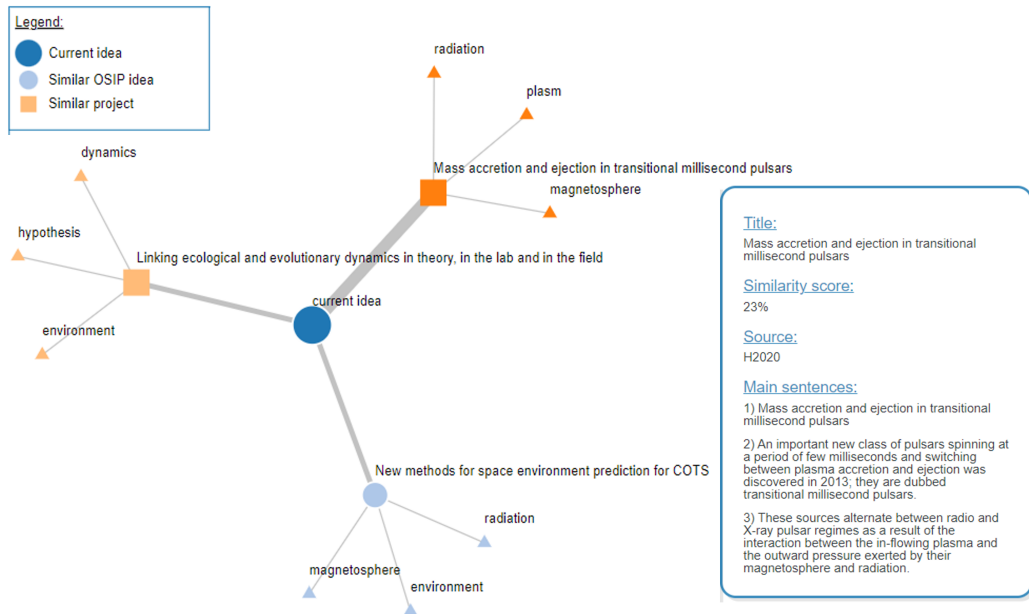 Legend:
Current idea
Similar OSIP idea
Similar project
radiation
plasm
dynamics
Mass accretion and ejection in transitional millisecond pulsars
magnetosphere
hypothesis
Linking ecological and evolutionary dynamics in theory, in the lab and in the field
current idea
environment
New methods for space environment prediction for COTS
radiation
magnetosphere
environment
Title:
Mass accretion and ejection in transitional
millisecond pulsars
Similarity score:
23%
Source:
H2020
Main sentences:
1) Mass accretion and ejection in transitional
millisecond pulsars
2) An important new class of pulsars spinning at
a period of few milliseconds and switching
between plasma accretion and ejection was
discovered in 2013; they are dubbed
transitional millisecond pulsars.
3) These sources alternate between radio and
X-ray pulsar regimes as a result of the
interaction between the in-flowing plasma and
the outward pressure exerted by their
magnetosphere and radiation.